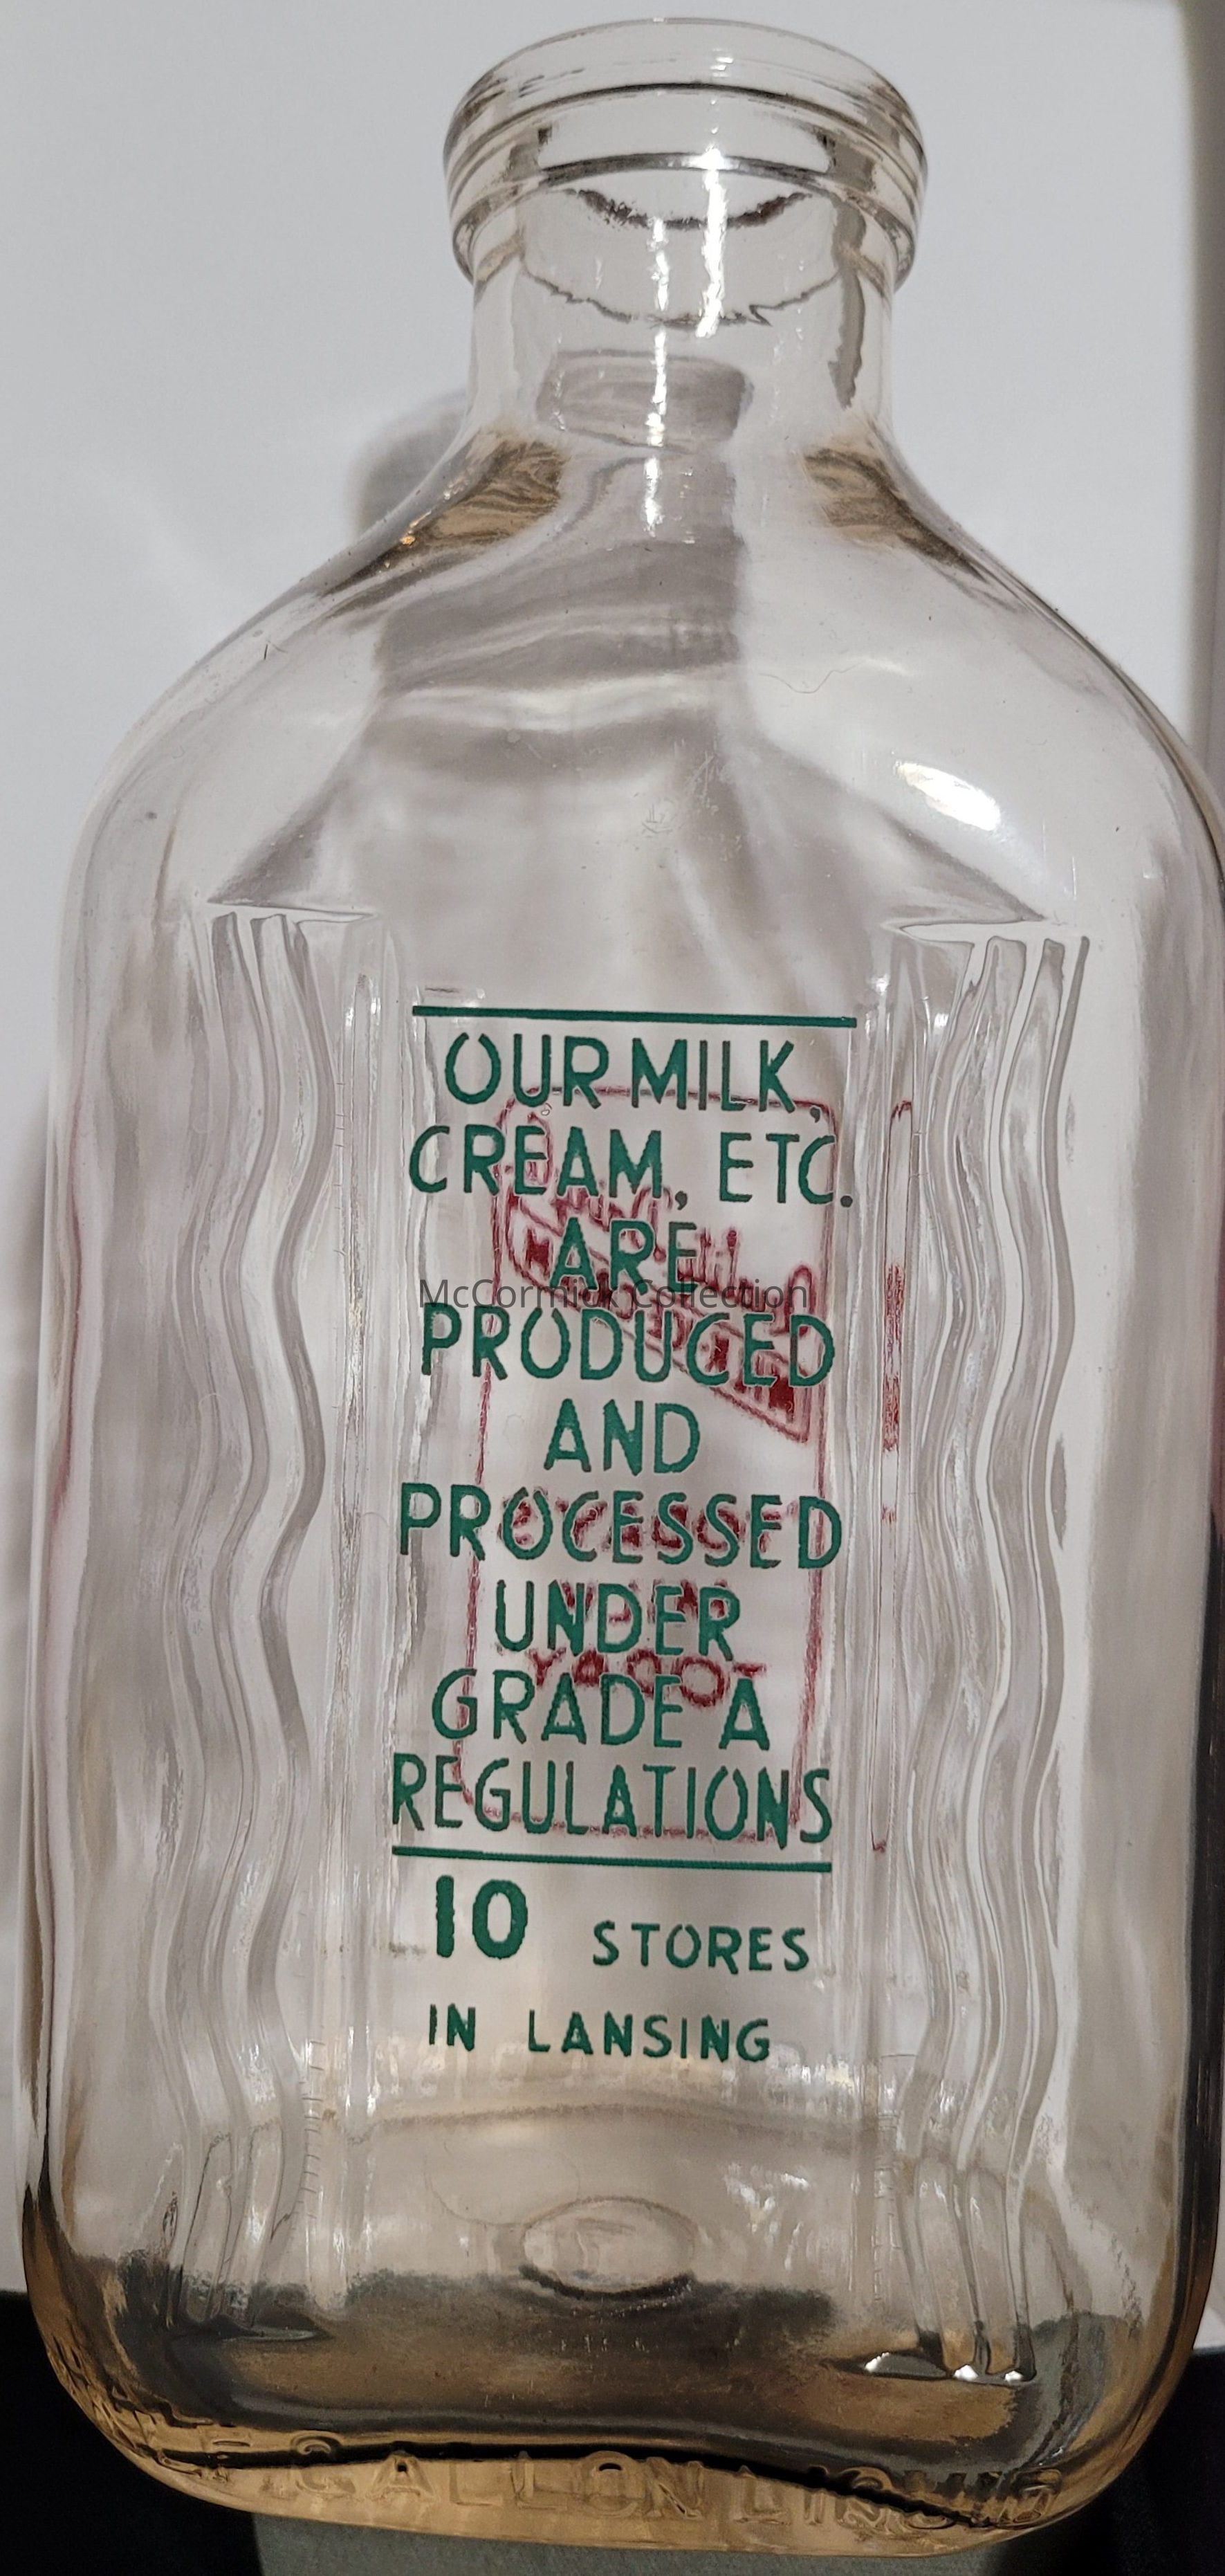 OUR MILK,
CREAM, ETC.
ARE
McCormick Collection
PRODUCED
AND
PROCESSED
UNDER
GRADE A
REGULATIONS
10 STORES
IN LANSING
GALLON LIQUID